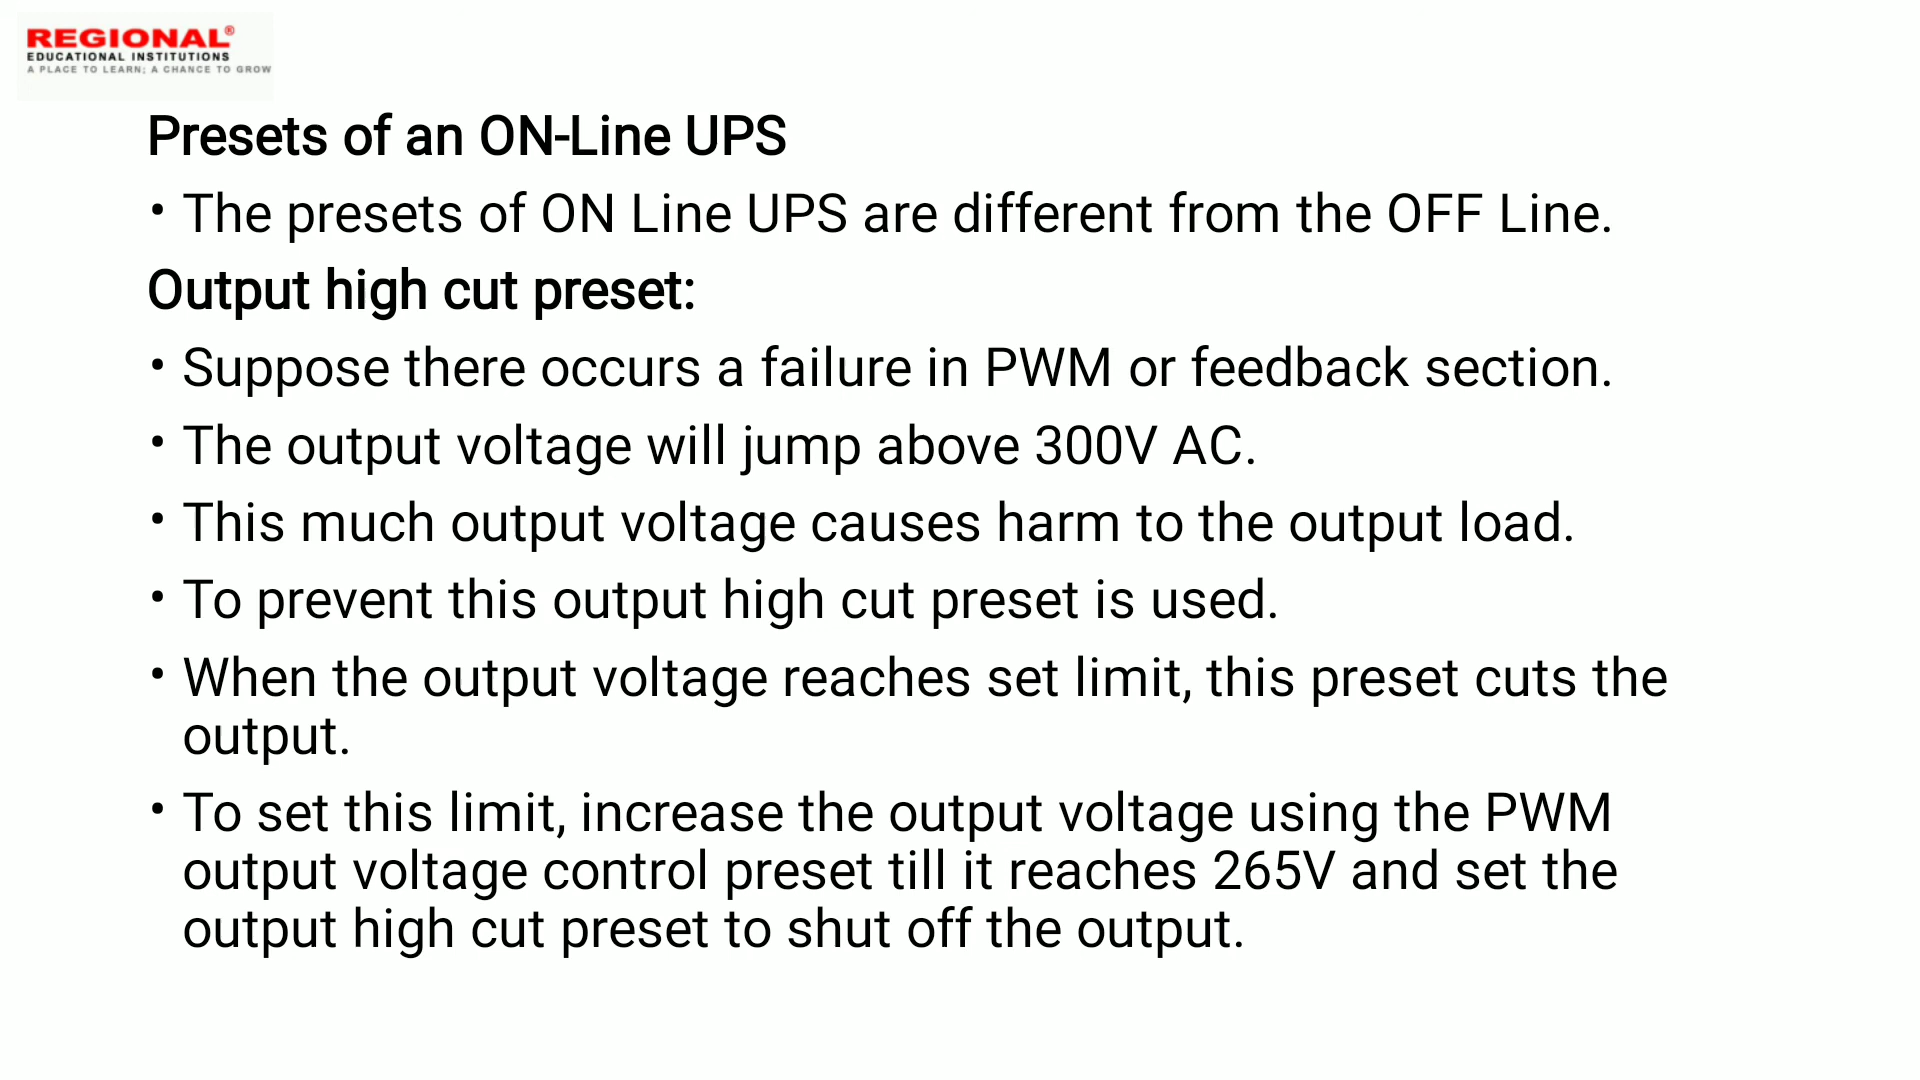 REGIONAL®
EDUCATIONAL INSTITUTIONS
A PLACE TO LEARN; A CHANCE TO GROW
Presets of an ON-Line UPS
• The presets of ON Line UPS are different from the OFF Line.
Output high cut preset:
• Suppose there occurs a failure in PWM or feedback section.
• The output voltage will jump above 300V AC.
• This much output voltage causes harm to the output load.
• To prevent this output high cut preset is used.
• When the output voltage reaches set limit, this preset cuts the
output.
• To set this limit, increase the output voltage using the PWM
output voltage control preset till it reaches 265V and set the
output high cut preset to shut off the output.